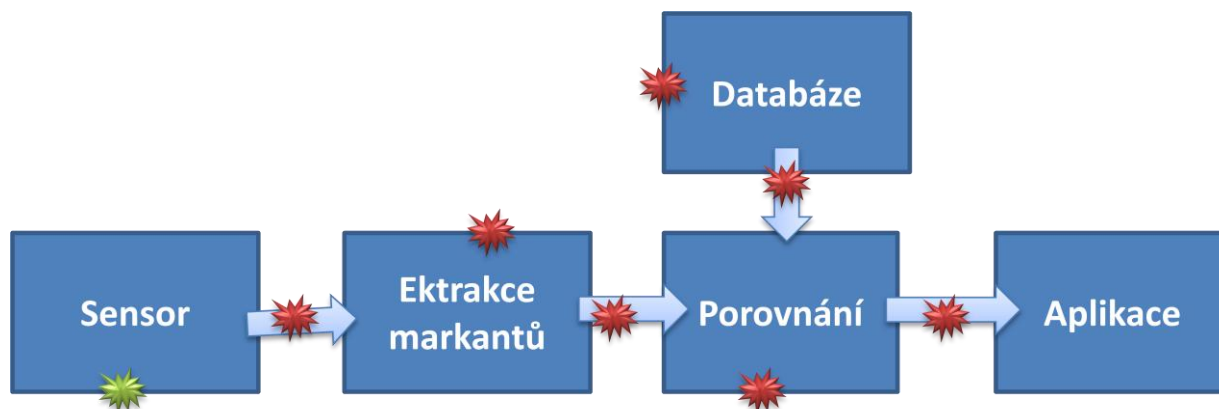 Databáze
Sensor
Ektrakce
markantů
Porovnání
Aplikace